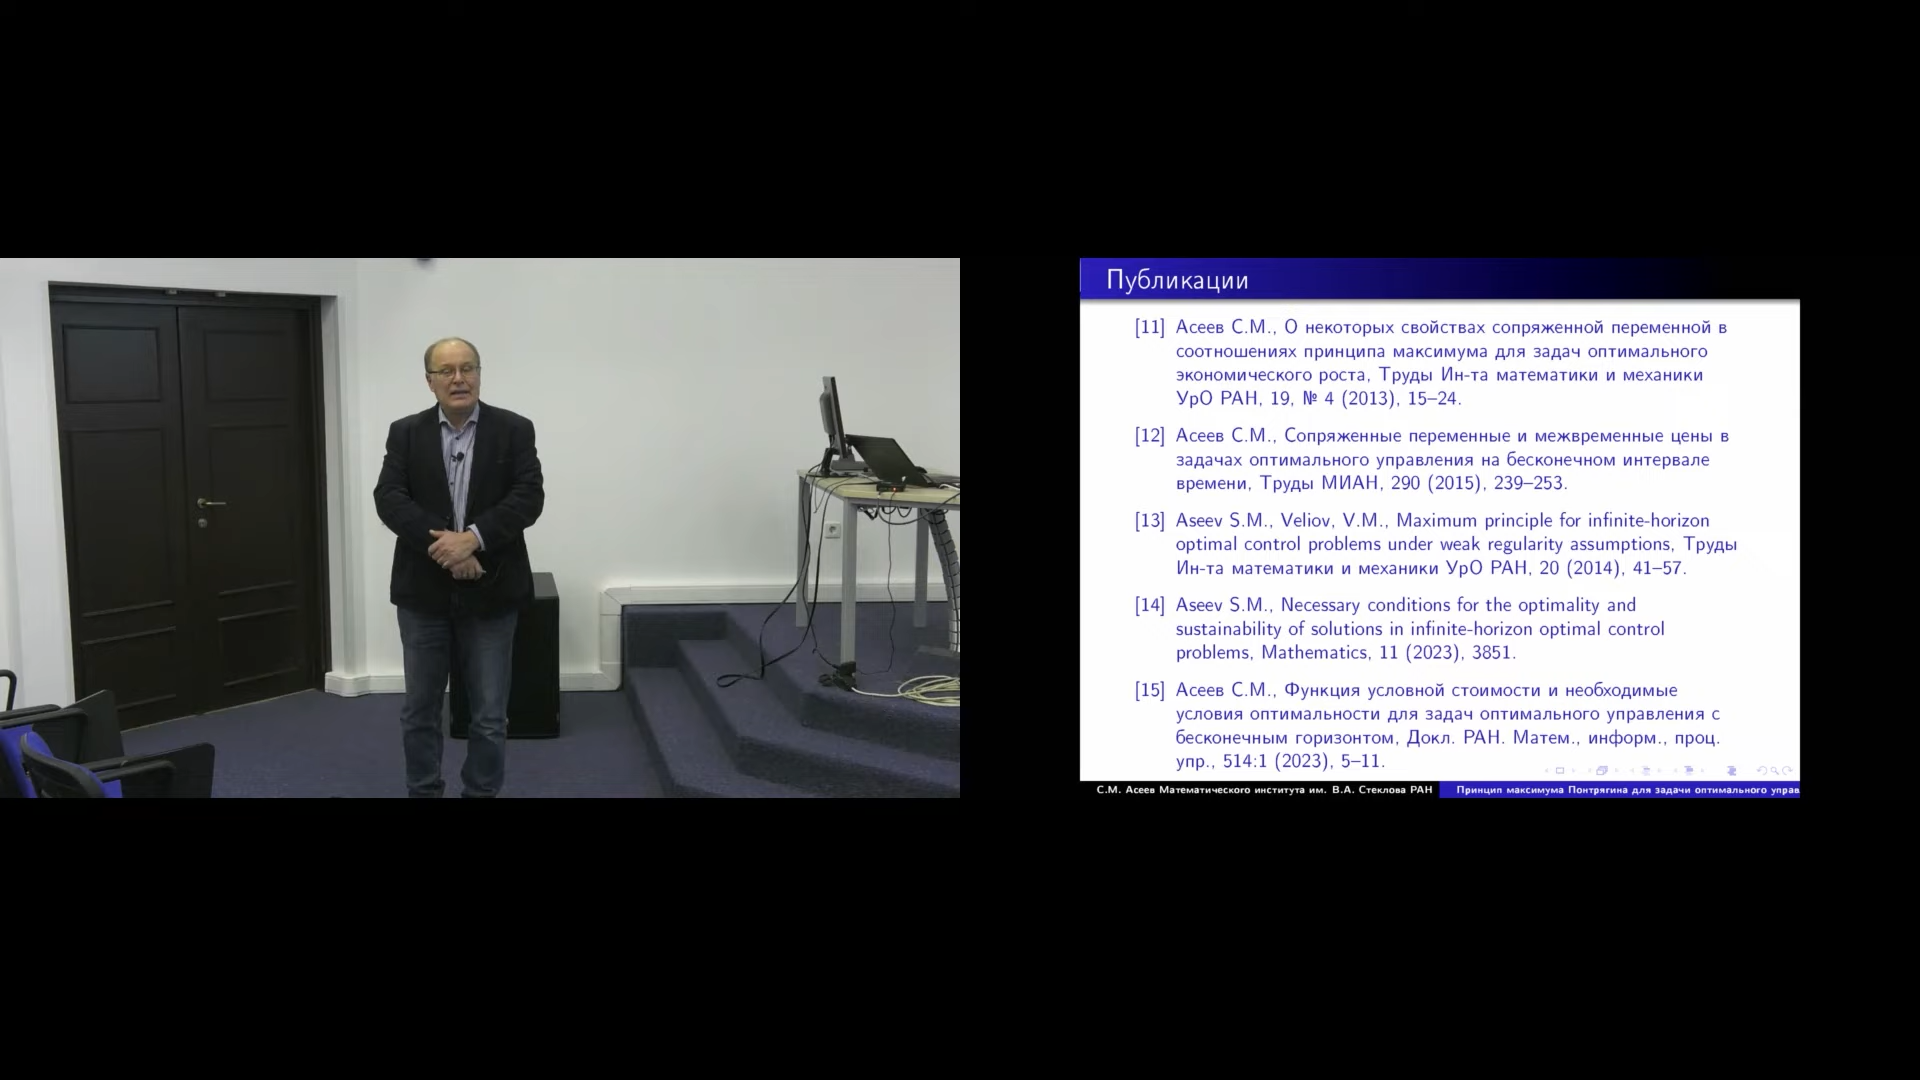 Публикации
[11] Асеев С.М., О некоторых свойствах сопряженной переменной в
соотношениях принципа максимума для задач оптимального
экономического роста, Труды Ин-та математики и механики
УрО РАН, 19, № 4 (2013), 15–24.
[12] Асеев С.М., Сопряженные переменные и межвременные цены в
задачах оптимального управления на бесконечном интервале
времени, Труды МИАН, 290 (2015), 239–253.
[13] Aseev S.M., Veliov, V.M., Maximum principle for infinite-horizon
optimal control problems under weak regularity assumptions, Труды
Ин-та математики и механики УрО РАН, 20 (2014), 41–57.
[14] Aseev S.M., Necessary conditions for the optimality and
sustainability of solutions in infinite-horizon optimal control
problems, Mathematics, 11 (2023), 3851.
[15] Асеев С.М., Функция условной стоимости и необходимые
условия оптимальности для задач оптимального управления с
бесконечным горизонтом, Докл. РАН. Матем., информ., проц.
упр., 514:1 (2023), 5–11.
С.М. Асеев Математического института им. В.А. Стеклова РАН
Принцип максимума Понтрягина для задачи оптимального управ